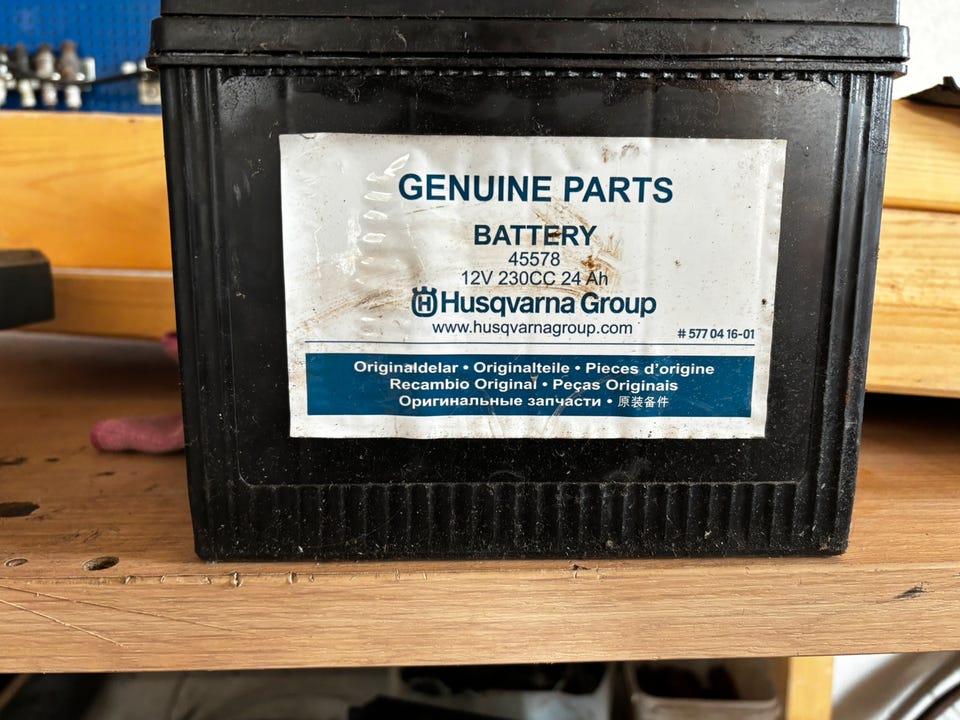 GENUINE PARTS
BATTERY
45578
12V 230CC 24 Ah
H Husqvarna Group
www.husqvarnagroup.com
# 577 04 16-01
Originaldelar • Originalteile • Pieces d'origine
Recambio Original • Peças Originais
Оригинальные запчасти • 原装备件